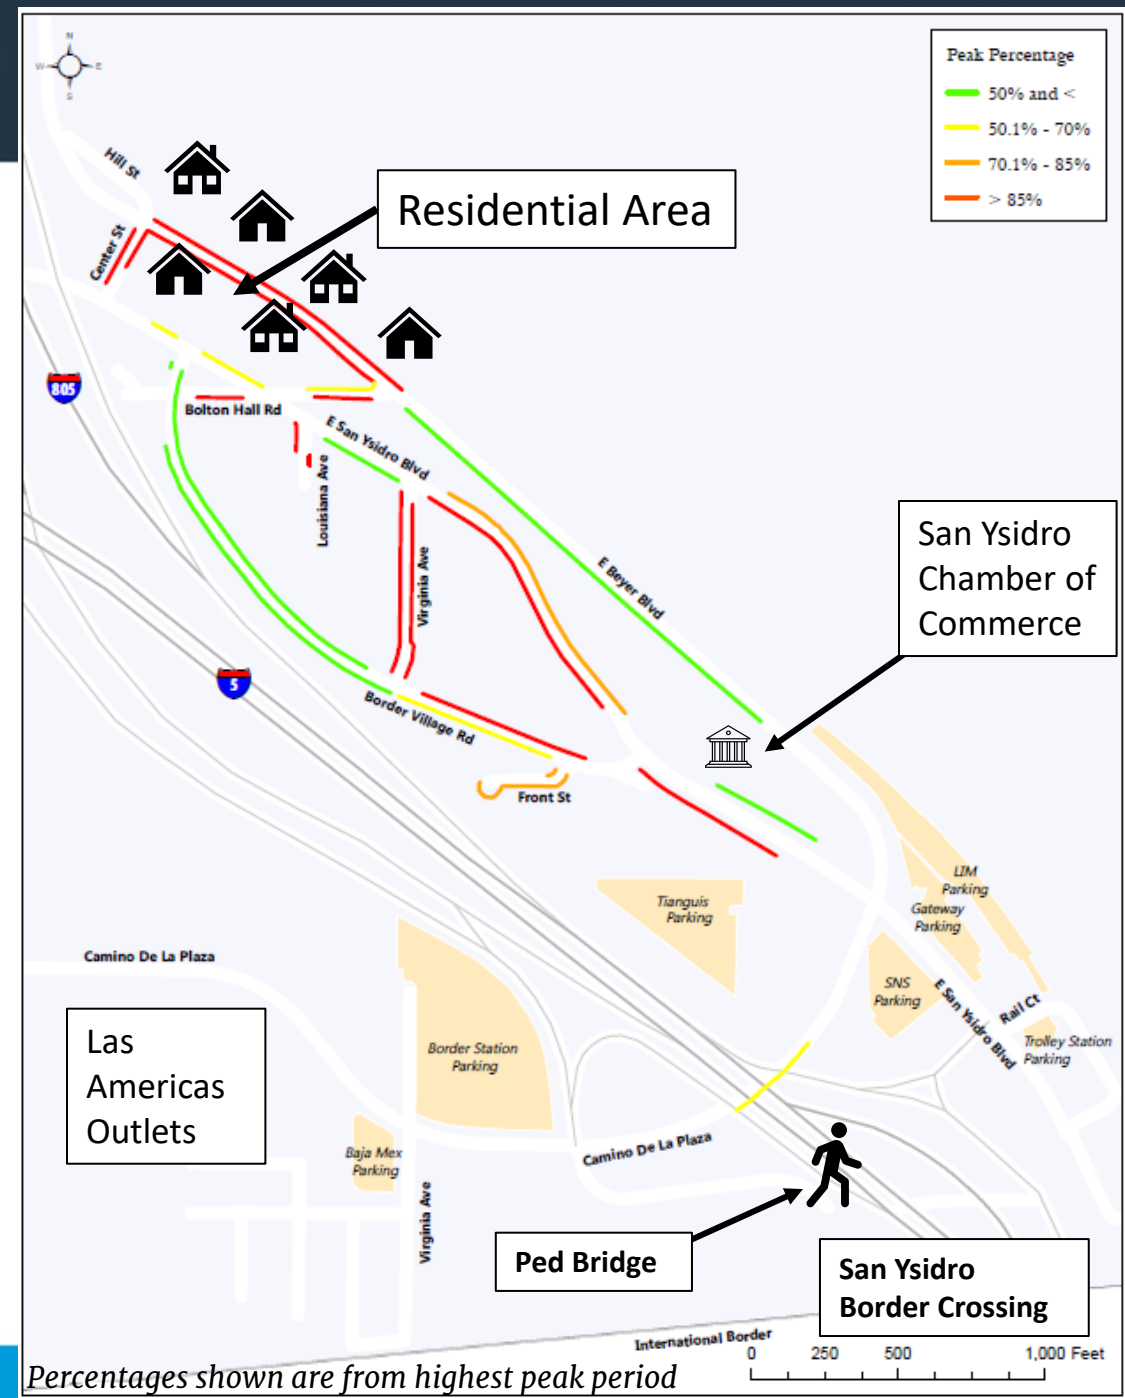 N
W
E
S
Peak Percentage
50% and <
50.1% - 70%
70.1% - 85%
> 85%
Hill St
Residential Area
Center St
805
Bolton Hall Rd
E San Ysidro Blvd
Louisiana Ave
Virginia Ave
E Beyer Blvd
San Ysidro
Chamber of
Commerce
5
Border Village Rd
Front St
LIM
Parking
Tianguis
Parking
Gateway
Parking
Camino De La Plaza
SNS
Parking
E San Ysidro Blvd
Rail Ct
Trolley Station
Parking
Las
Americas
Outlets
Border Station
Parking
Baja Mex
Parking
Camino De La Plaza
Virginia Ave
Ped Bridge
San Ysidro
Border Crossing
International Border
0 250 500 1,000 Feet
Percentages shown are from highest peak period